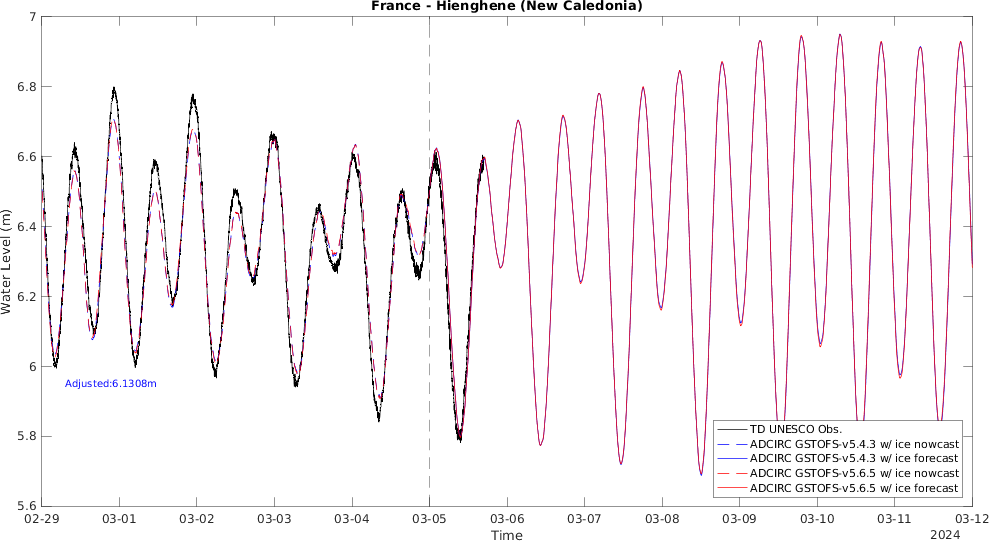 France - Hienghene (New Caledonia)
7
6.8
6.6
6.4
6.2
6
5.8
5.6
Water Level (m)
Adjusted:6.1308m
TD UNESCO Obs.
ADCIRC GSTOFS-v5.4.3 w/ ice nowcast
ADCIRC GSTOFS-v5.4.3 w/ ice forecast
ADCIRC GSTOFS-v5.6.5 w/ ice nowcast
ADCIRC GSTOFS-v5.6.5 w/ ice forecast
02-29 03-01 03-02 03-03 03-04 03-05 03-06 03-07 03-08 03-09 03-10 03-11 03-12
Time
2024